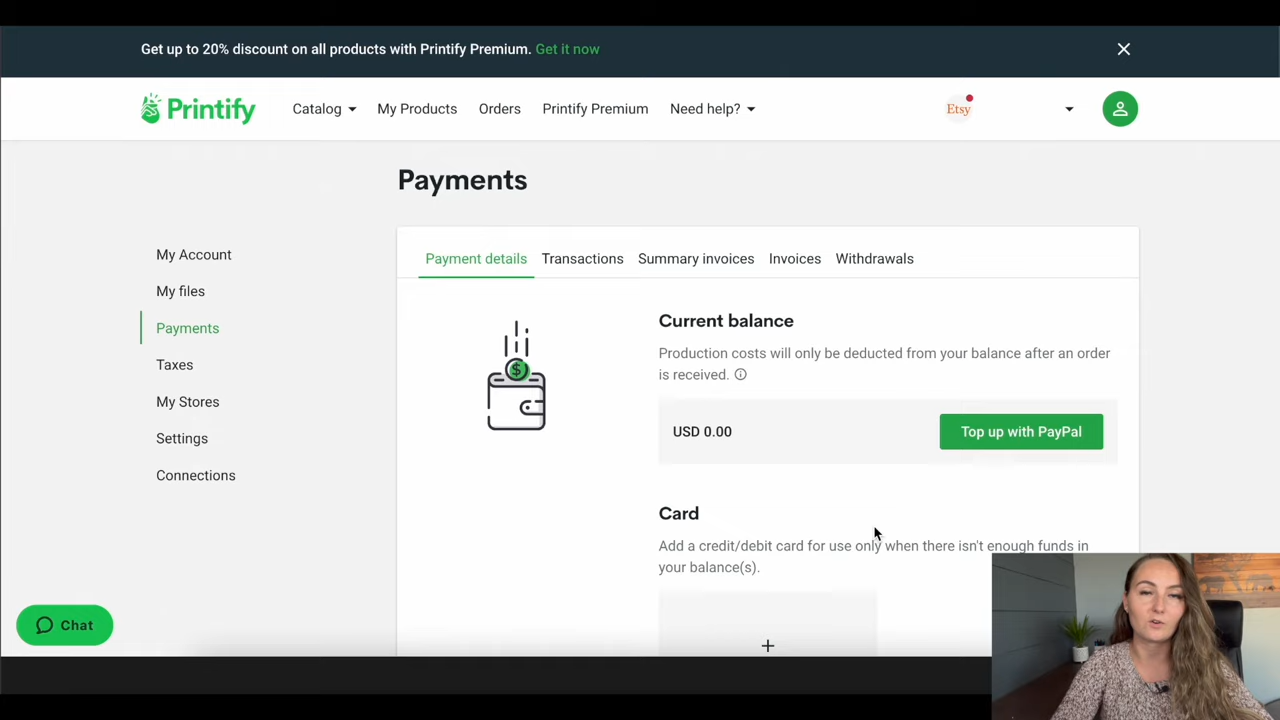 Get up to 20% discount on all products with Printify Premium. Get it now
Printify
Catalog
My Products
Orders
Printify Premium
Need help?
Etsy
Payments
My Account
My files
Payments
Taxes
My Stores
Settings
Connections
Payment details
Transactions
Summary invoices
Invoices
Withdrawals
$
Current balance
Production costs will only be deducted from your balance after an order
is received.
USD 0.00
Top up with PayPal
Card
Add a credit/debit card for use only when there isn't enough funds in
your balance(s).
+
Chat